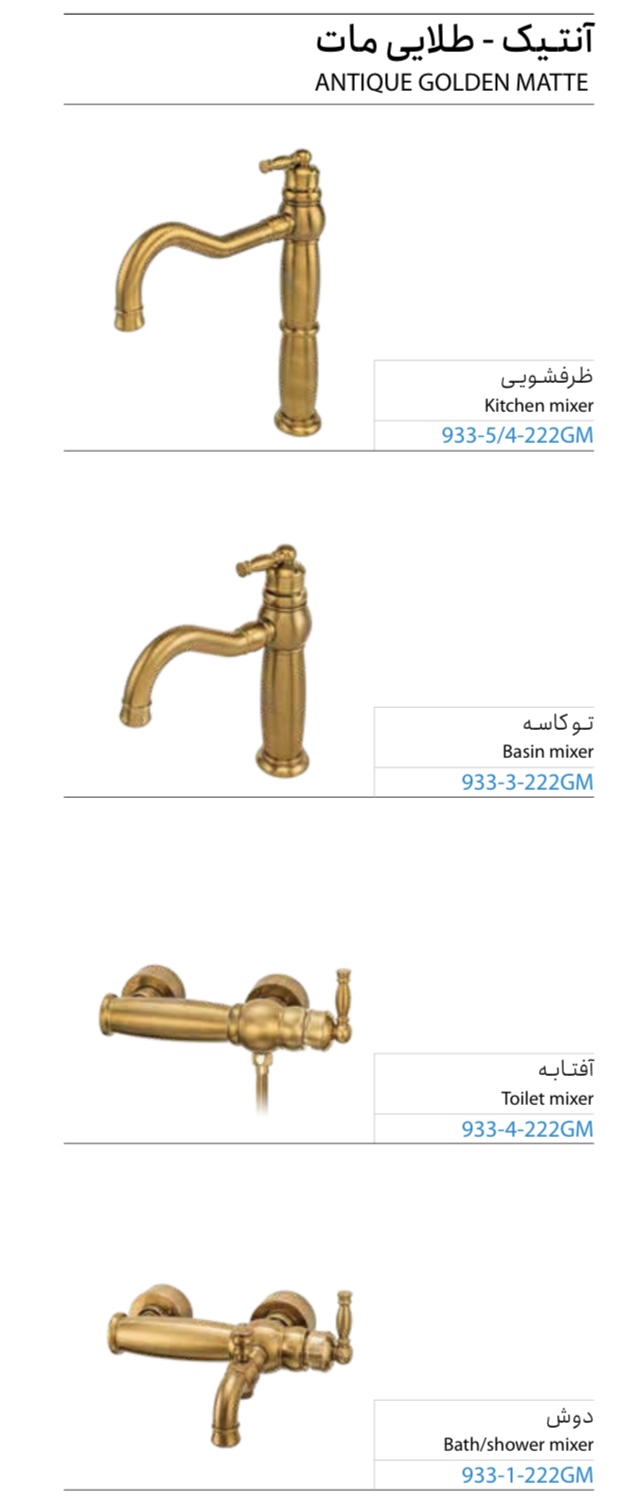 آنتیک - طلایی مات
ANTIQUE GOLDEN MATTE
ظرفشویی
Kitchen mixer
933-5/4-222GM
توکاسه
Basin mixer
933-3-222GM
آفتابه
Toilet mixer
933-4-222GM
دوش
Bath/shower mixer
933-1-222GM